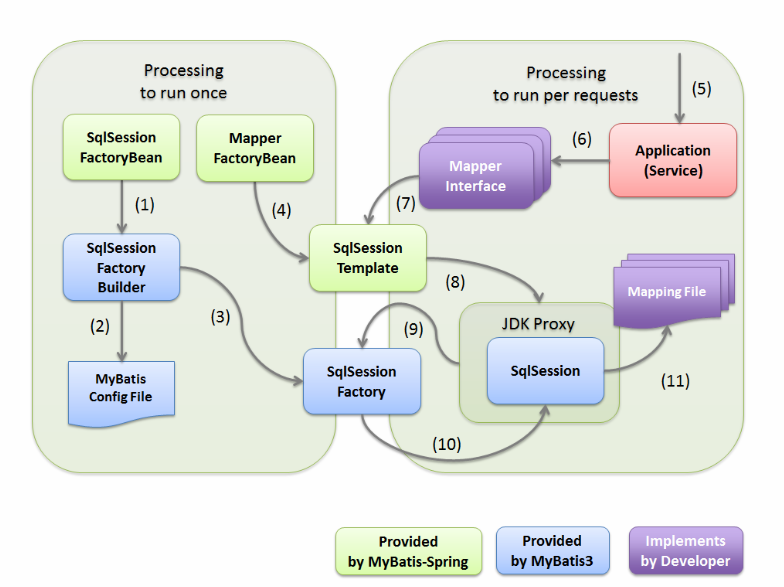 Processing
to run once
Processing
to run per requests
(5)
SqlSession
FactoryBean
Mapper
FactoryBean
Mapper
Interface
(6)
Application
(Service)
(1)
(4)
(7)
SqlSession
Factory
Builder
SqlSession
Template
(8)
Mapping File
(2)
(3)
(9)
JDK Proxy
MyBatis
Config File
SqlSession
Factory
SqlSession
(11)
(10)
Provided
by MyBatis-Spring
Provided
by MyBatis3
Implements
by Developer